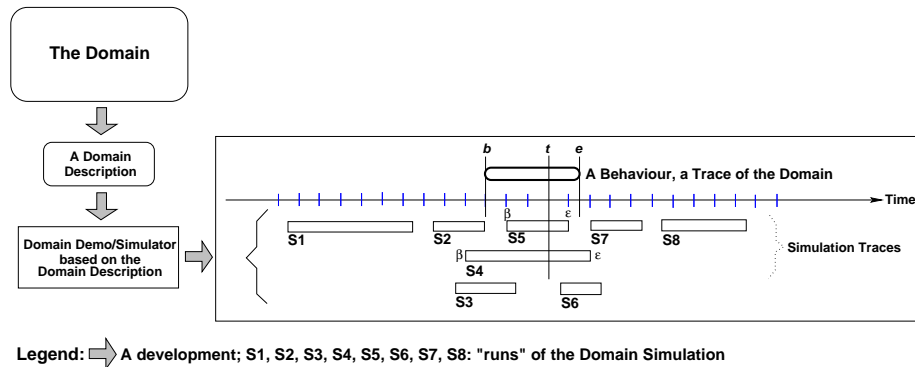 The Domain
A Domain
Description
Domain Demo/Simulator
based on the
Domain Description
b t e
A Behaviour, a Trace of the Domain
Time
β ε
S1 S2 S5 S7 S8
Simulation Traces
β ε
S4
S3 S6
Legend: A development; S1, S2, S3, S4, S5, S6, S7, S8: "runs" of the Domain Simulation